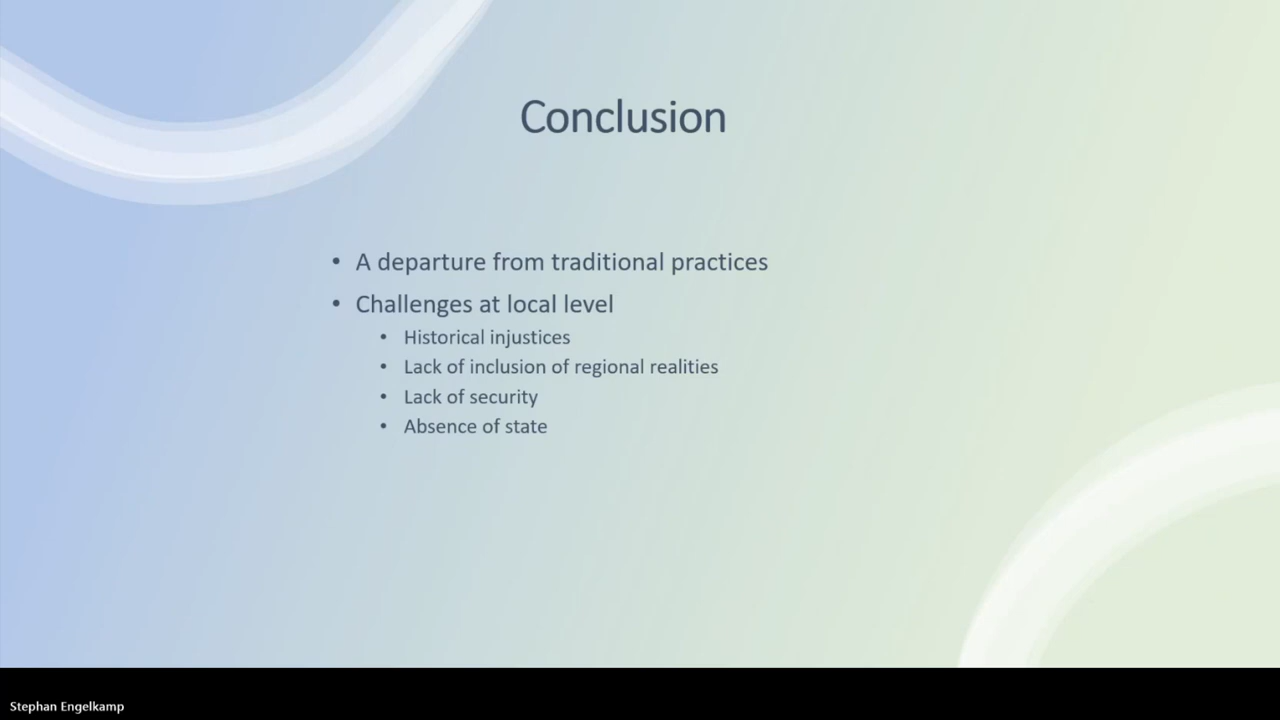 Conclusion
• A departure from traditional practices
• Challenges at local level
• Historical injustices
• Lack of inclusion of regional realities
• Lack of security
• Absence of state
Stephan Engelkamp